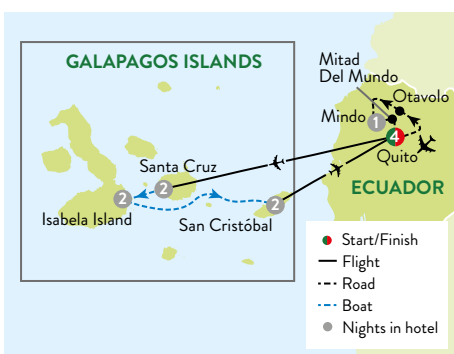 GALAPAGOS ISLANDS
Mitad
Del Mundo
Otavolo
Mindo
1
4
Quito
ECUADOR
Santa Cruz
2
2
Isabela Island
2
San Cristóbal
Start/Finish
Flight
Road
Boat
Nights in hotel